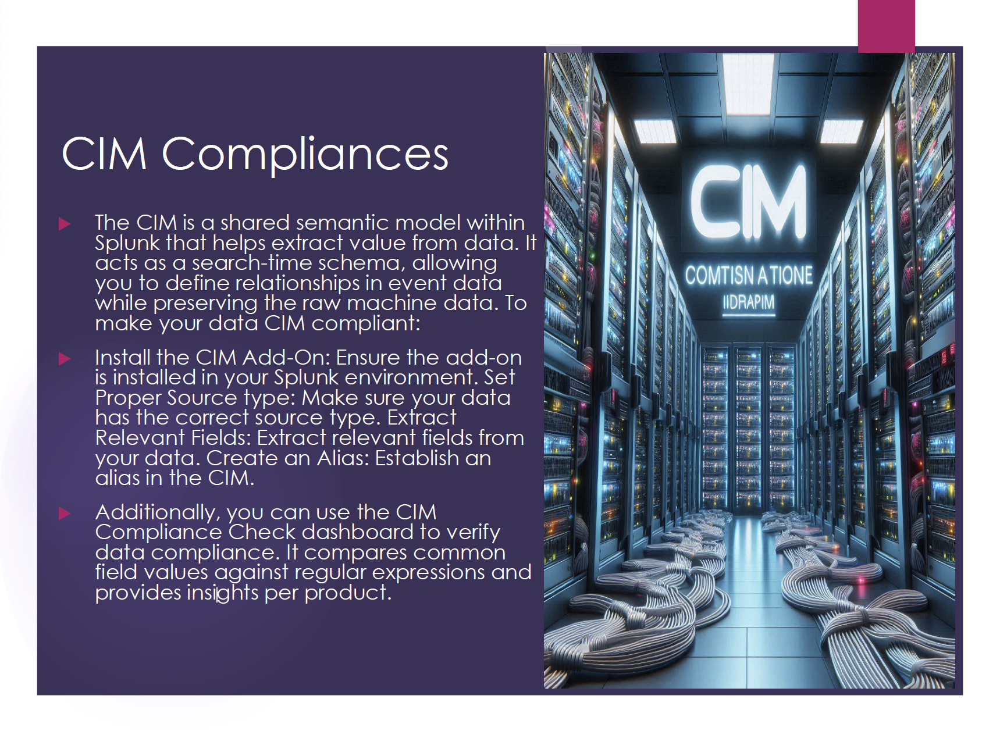 CIM Compliances
The CIM is a shared semantic model within
Splunk that helps extract value from data. It
acts as a search-time schema, allowing
you to define relationships in event data
while preserving the raw machine data. To
make your data CIM compliant:
Install the CIM Add-On: Ensure the add-on
is installed in your Splunk environment. Set
Proper Source type: Make sure your data
has the correct source type. Extract
Relevant Fields: Extract relevant fields from
your data. Create an Alias: Establish an
alias in the CIM.
Additionally, you can use the CIM
Compliance Check dashboard to verify
data compliance. It compares common
field values against regular expressions and
provides insights per product.
CIM
COMTISN A TIONE
IIDRAPIM